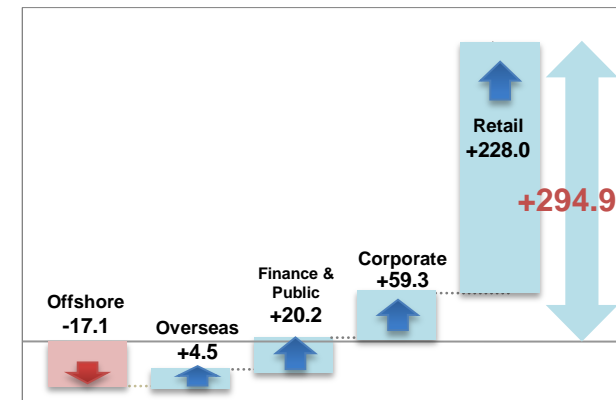 Offshore
-17.1
Overseas
+4.5
Finance &
Public
+20.2
Corporate
+59.3
Retail
+228.0
+294.9